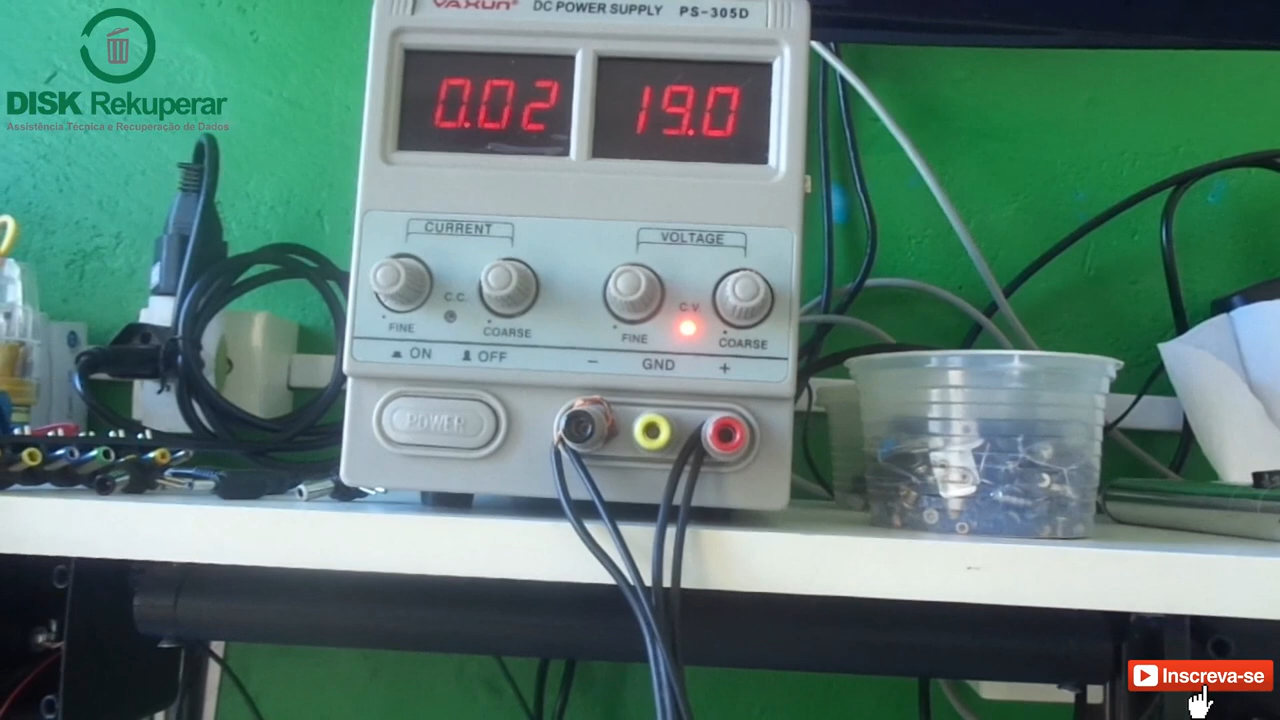 YAXUN® DC POWER SUPPLY PS-305D
DISK Rekuperar
Assistência Técnica e Recuperação de Dados
0.02 19.0
CURRENT VOLTAGE
C.C. C.V.
FINE COARSE FINE COARSE
ON OFF − GND +
POWER
Inscreva-se